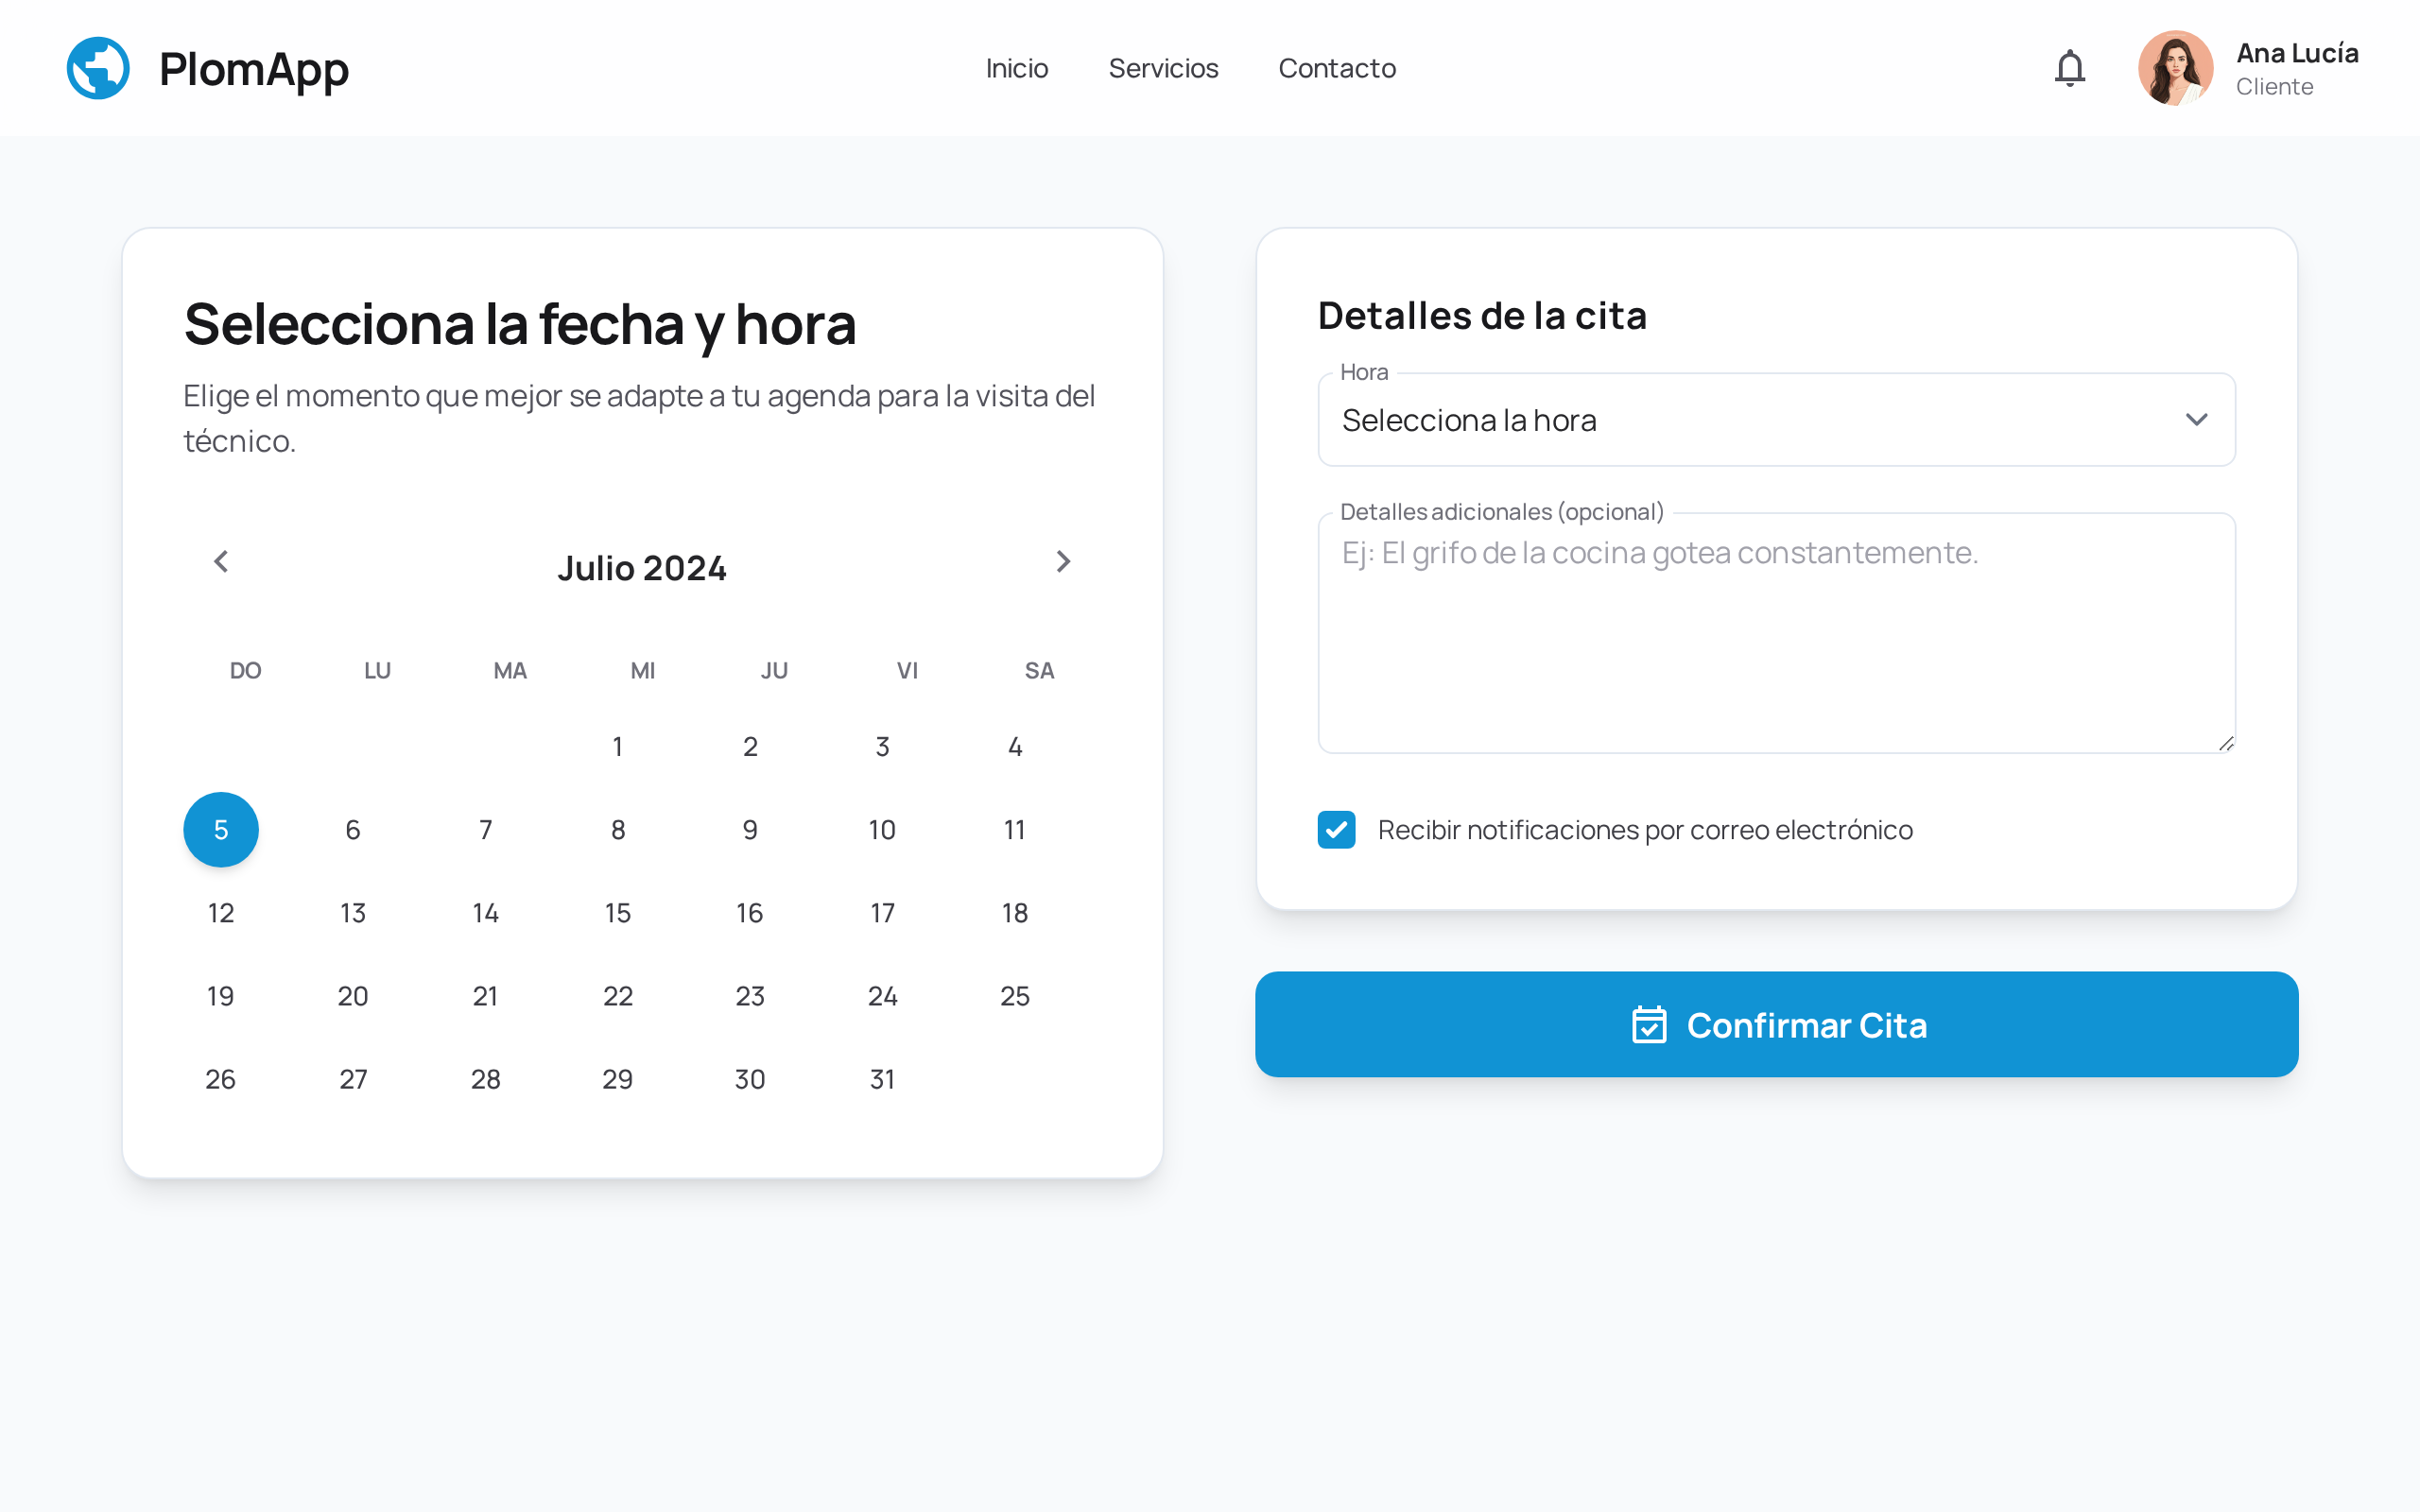 PlomApp
Inicio Servicios Contacto
Ana Lucía
Cliente
Selecciona la fecha y hora
Elige el momento que mejor se adapte a tu agenda para la visita del
técnico.
Julio 2024
DO LU MA MI JU VI SA
1 2 3 4
5 6 7 8 9 10 11
12 13 14 15 16 17 18
19 20 21 22 23 24 25
26 27 28 29 30 31
Detalles de la cita
Hora
Selecciona la hora
Detalles adicionales (opcional)
Ej: El grifo de la cocina gotea constantemente.
Recibir notificaciones por correo electrónico
Confirmar Cita